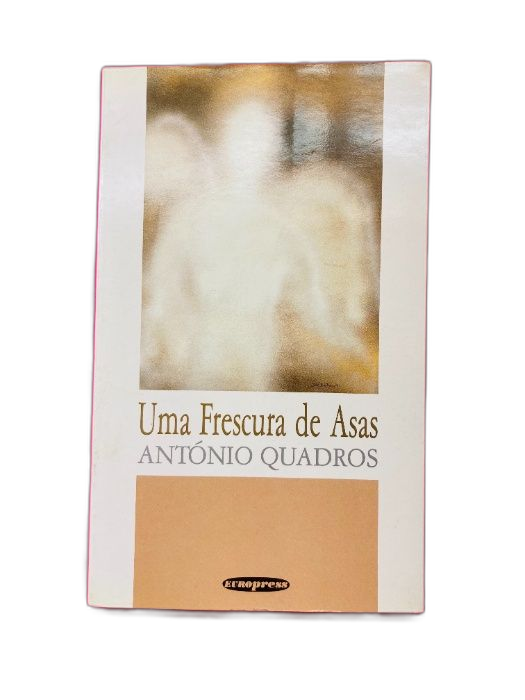 Uma Frescura de Asas
ANTÓNIO QUADROS
EUROpress